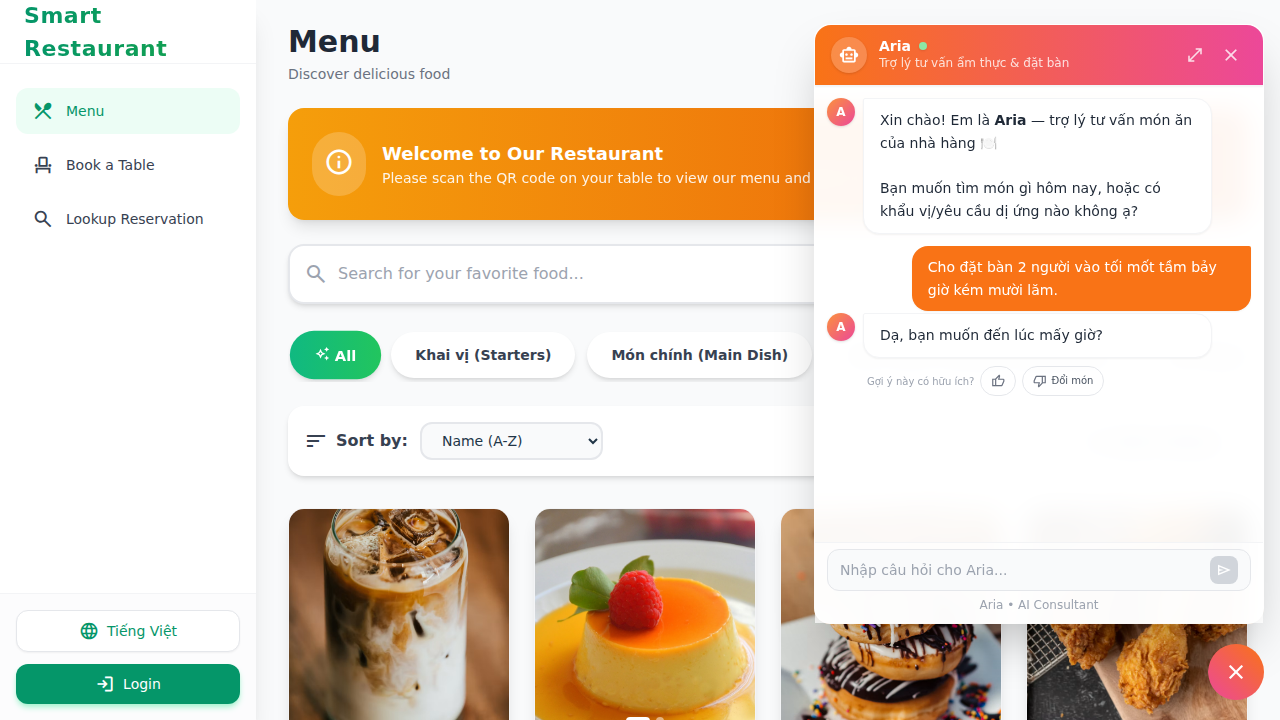 Smart
Restaurant
Menu
Book a Table
Lookup Reservation
Tiếng Việt
Login
Menu
Discover delicious food
Welcome to Our Restaurant
Please scan the QR code on your table to view our menu and
Search for your favorite food...
All
Khai vị (Starters)
Món chính (Main Dish)
Sort by:
Name (A-Z)
Aria
Trợ lý tư vấn ẩm thực & đặt bàn
A
Xin chào! Em là Aria — trợ lý tư vấn món ăn
của nhà hàng 🍽️
Bạn muốn tìm món gì hôm nay, hoặc có
khẩu vị/yêu cầu dị ứng nào không ạ?
Cho đặt bàn 2 người vào tối mốt tầm bảy
giờ kém mười lăm.
A
Dạ, bạn muốn đến lúc mấy giờ?
Gợi ý này có hữu ích?
Đổi món
Nhập câu hỏi cho Aria...
Aria • AI Consultant